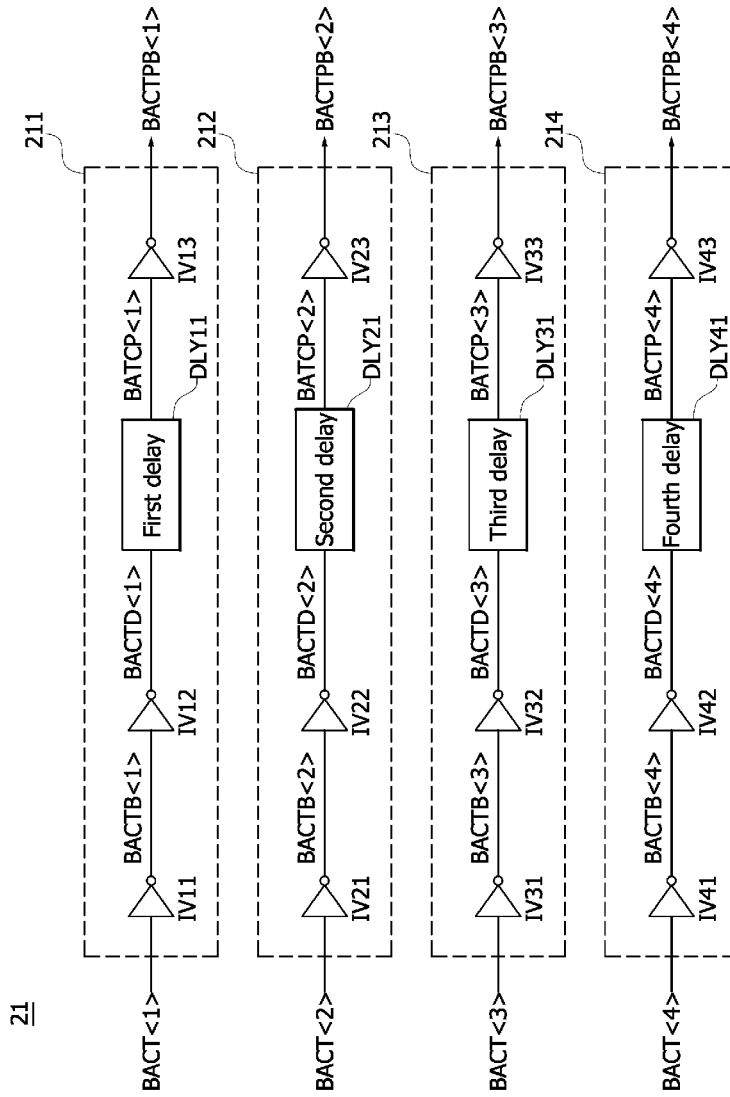 21
211
BACT<1>
BACTB<1>
BACTD<1>
First delay
BATCP<1>
BACTPB<1>
IV11
IV12
DLY11
IV13
212
BACT<2>
BACTB<2>
BACTD<2>
Second delay
BATCP<2>
BACTPB<2>
IV21
IV22
DLY21
IV23
213
BACT<3>
BACTB<3>
BACTD<3>
Third delay
BATCP<3>
BACTPB<3>
IV31
IV32
DLY31
IV33
214
BACT<4>
BACTB<4>
BACTD<4>
Fourth delay
BACTP<4>
BACTPB<4>
IV41
IV42
DLY41
IV43